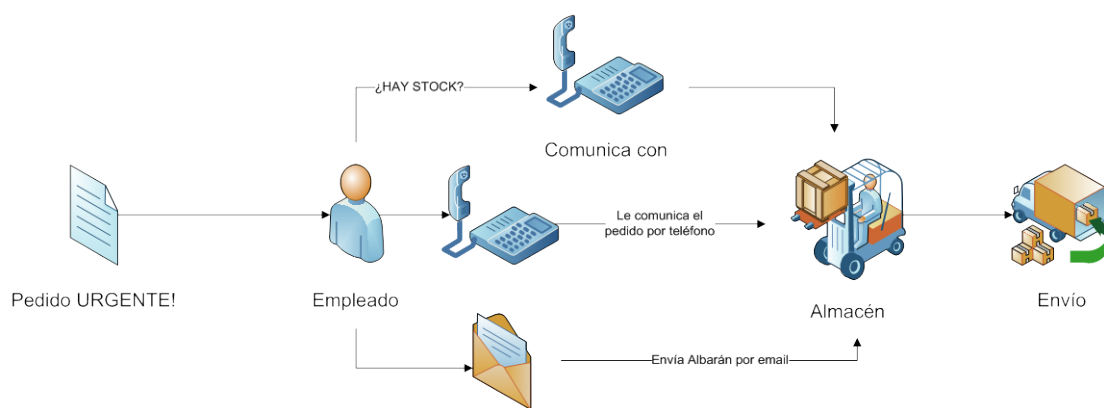 ¿HAY STOCK?
Comunica con
Le comunica el
pedido por teléfono
Pedido URGENTE!
Empleado
Almacén
Envío
Envía Albarán por email